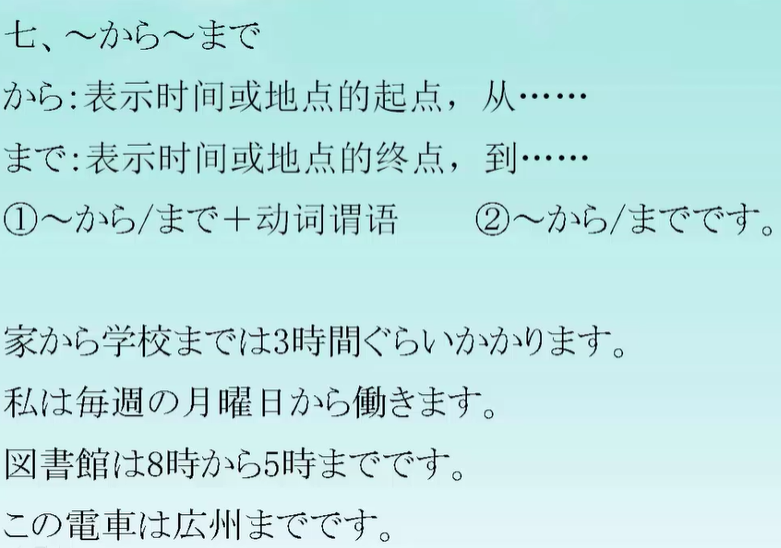 七、～から～まで
から：表示时间或地点的起点，从……
まで：表示时间或地点的终点，到……
①～から/まで＋动词谓语　　②～から/までです。
家から学校までは3時間ぐらいかかります。
私は毎週の月曜日から働きます。
図書館は8時から5時までです。
この電車は広州までです。